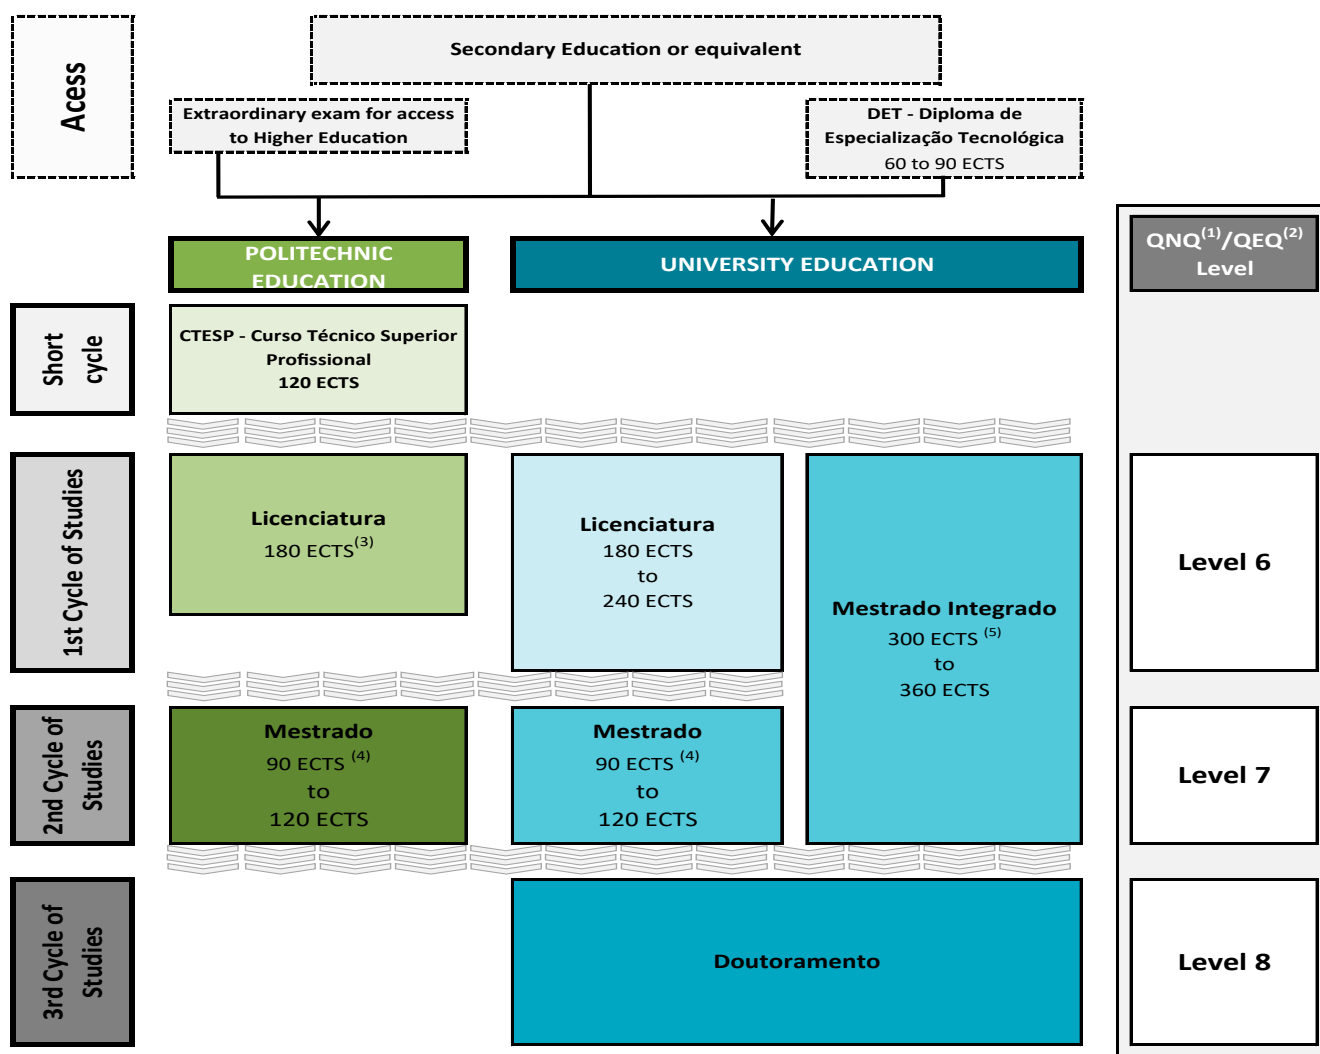 Acess
Secondary Education or equivalent
Extraordinary exam for access
to Higher Education
DET - Diploma de
Especialização Tecnológica
60 to 90 ECTS
POLITECHNIC
EDUCATION
UNIVERSITY EDUCATION
QNQ(1)/QEQ(2)
Level
Short
cycle
CTESP - Curso Técnico Superior
Profissional
120 ECTS
1st Cycle of Studies
Licenciatura
180 ECTS(3)
Licenciatura
180 ECTS
to
240 ECTS
Mestrado Integrado
300 ECTS (5)
to
360 ECTS
Level 6
2nd Cycle of
Studies
Mestrado
90 ECTS (4)
to
120 ECTS
Mestrado
90 ECTS (4)
to
120 ECTS
Level 7
3rd Cycle of
Studies
Doutoramento
Level 8